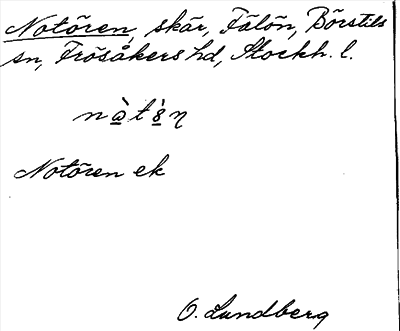 Notören, skär, Fälön, Börstils
sn, Frösåkers hd, Stockh. l.
Notören ek
O. Lundberg